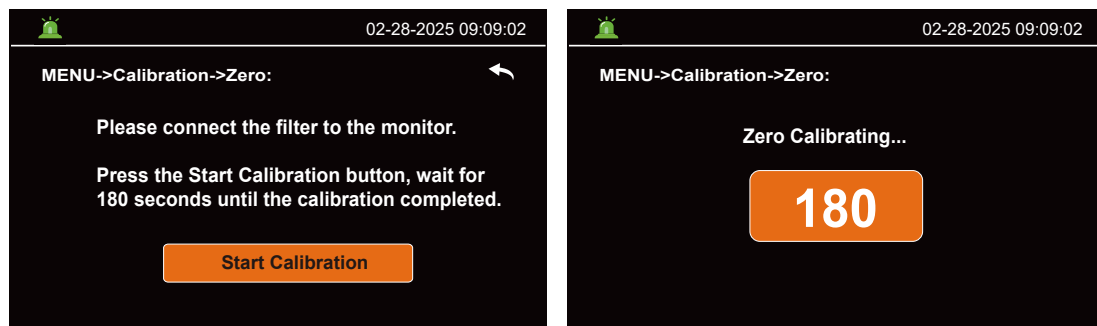 02-28-2025 09:09:02
MENU->Calibration->Zero:
Please connect the filter to the monitor.
Press the Start Calibration button, wait for
180 seconds until the calibration completed.
Start Calibration
02-28-2025 09:09:02
MENU->Calibration->Zero:
Zero Calibrating...
180